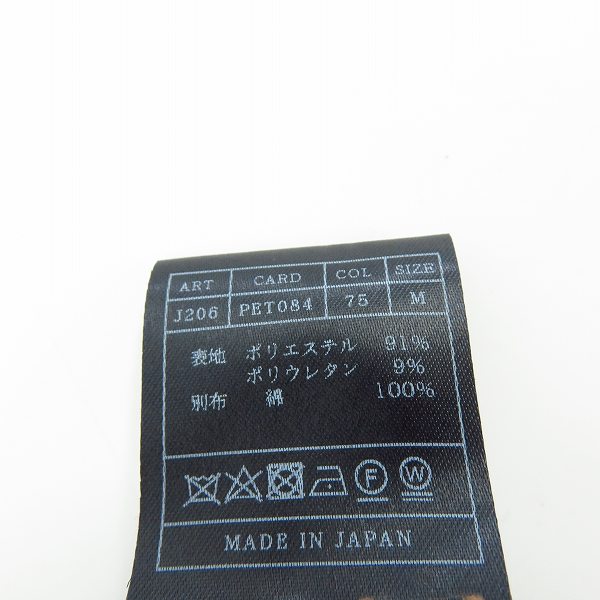 ART CARD COL SIZE
J206 PET084 75 M
表地 ポリエステル 91%
ポリウレタン 9%
別布 綿 100%
F W
MADE IN JAPAN